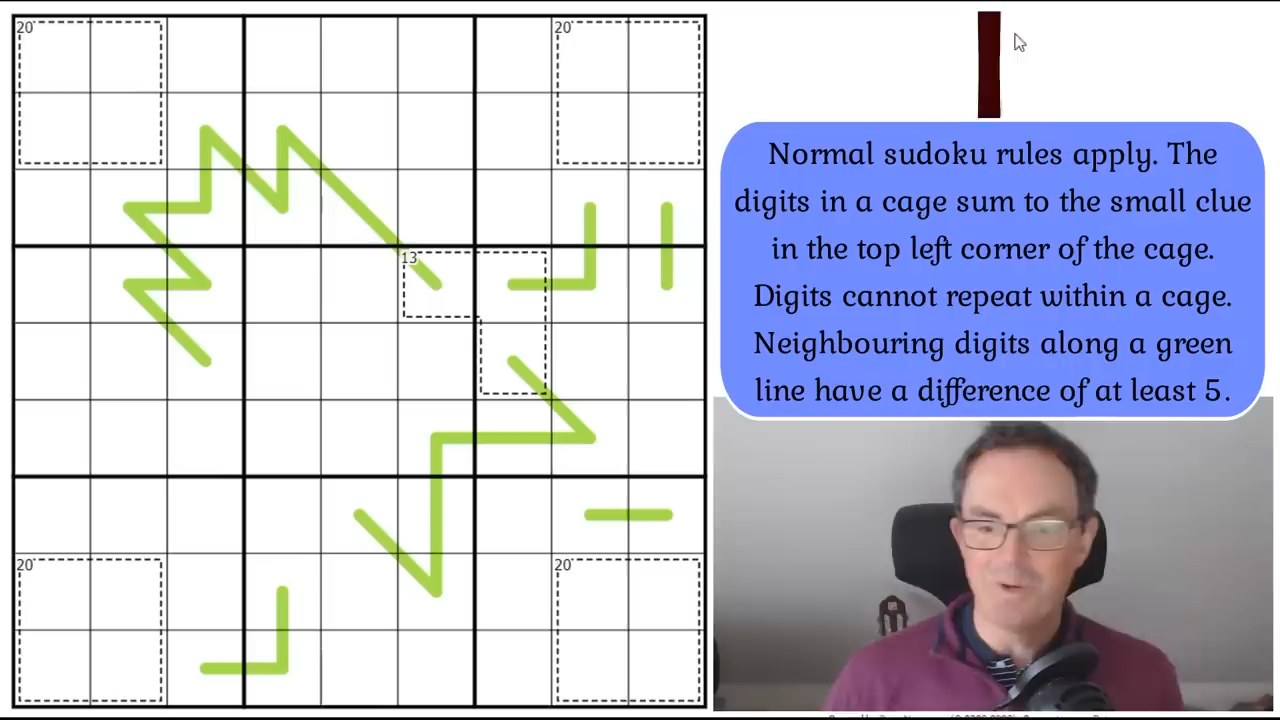 20
20
Normal sudoku rules apply. The
digits in a cage sum to the small clue
in the top left corner of the cage.
Digits cannot repeat within a cage.
Neighbouring digits along a green
line have a difference of at least 5.
13
20
20